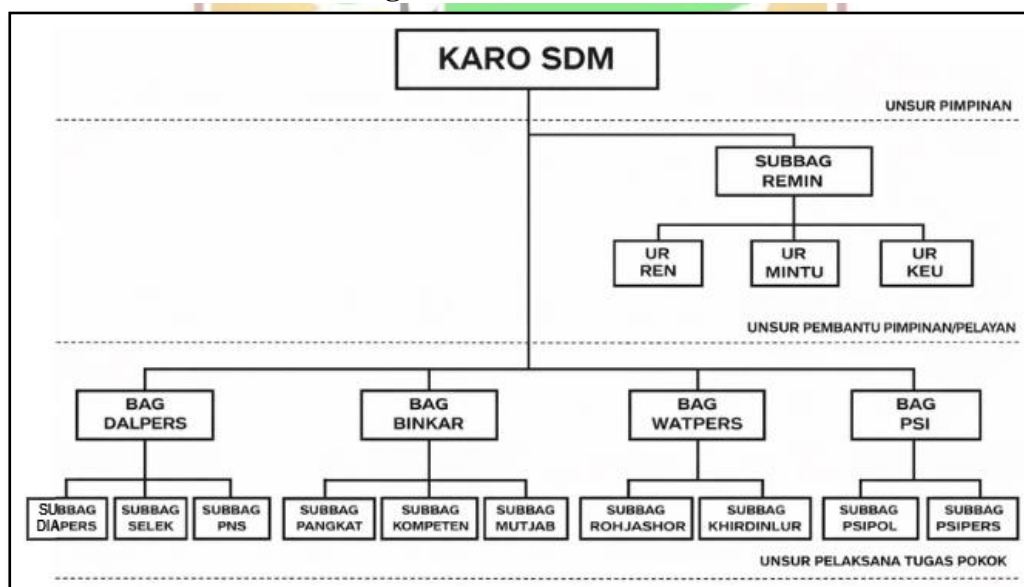 KARO SDM
UNSUR PIMPINAN
SUBBAG
REMIN
UR
REN
UR
MINTU
UR
KEU
UNSUR PEMBANTU PIMPINAN/PELAYAN
BAG
DALPERS
BAG
BINKAR
BAG
WATPERS
BAG
PSI
SUBBAG
DIAPERS
SUBBAG
SELEK
SUBBAG
PNS
SUBBAG
PANGKAT
SUBBAG
KOMPETEN
SUBBAG
MUTJAB
SUBBAG
ROHJASHOR
SUBBAG
KHIRDINLUR
SUBBAG
PSIPOL
SUBBAG
PSIPERS
UNSUR PELAKSANA TUGAS POKOK